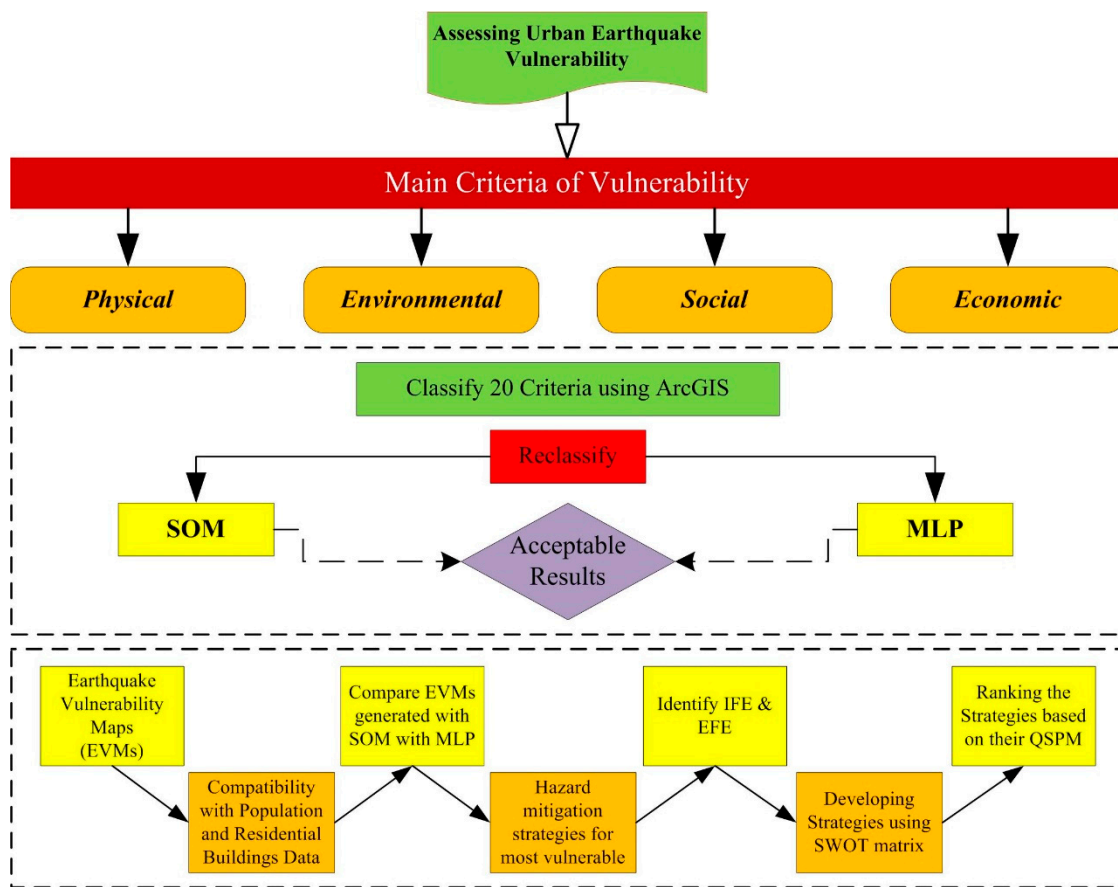 Assessing Urban Earthquake
Vulnerability
Main Criteria of Vulnerability
Physical
Environmental
Social
Economic
Classify 20 Criteria using ArcGIS
Reclassify
SOM
MLP
Acceptable
Results
Earthquake
Vulnerability
Maps
(EVMs)
Compatibility
with Population
and Residential
Buildings Data
Compare EVMs
generated with
SOM with MLP
Hazard
mitigation
strategies for
most vulnerable
Identify IFE &
EFE
Developing
Strategies using
SWOT matrix
Ranking the
Strategies based
on their QSPM